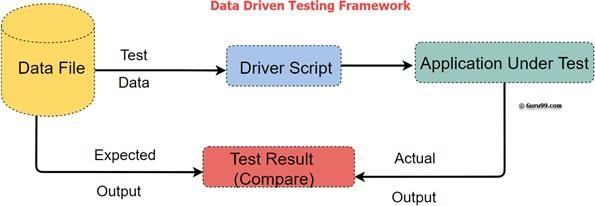 Data Driven Testing Framework
Data File
Test
Data
Driver Script
Application Under Test
© Guru99.com
Expected
Output
Test Result
(Compare)
Actual
Output